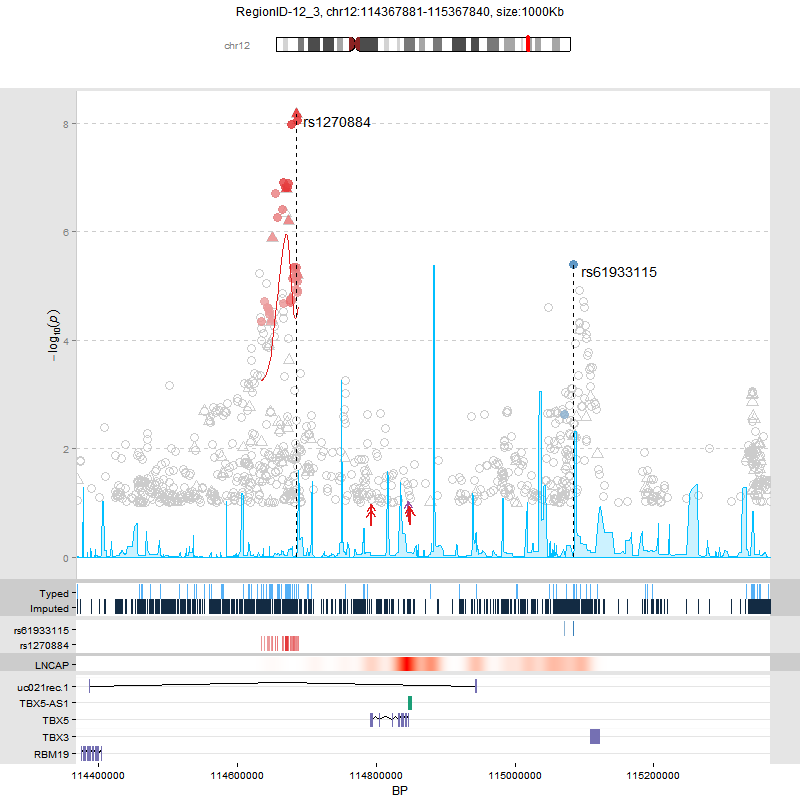 RegionID-12_3, chr12:114367881-115367840, size:1000Kb
chr12
8
rs1270884
6
rs61933115
− log10(p)
4
2
0
Typed
Imputed
rs61933115
rs1270884
LNCAP
uc021rec.1
TBX5-AS1
TBX5
TBX3
RBM19
114400000 114600000 114800000 115000000 115200000
BP